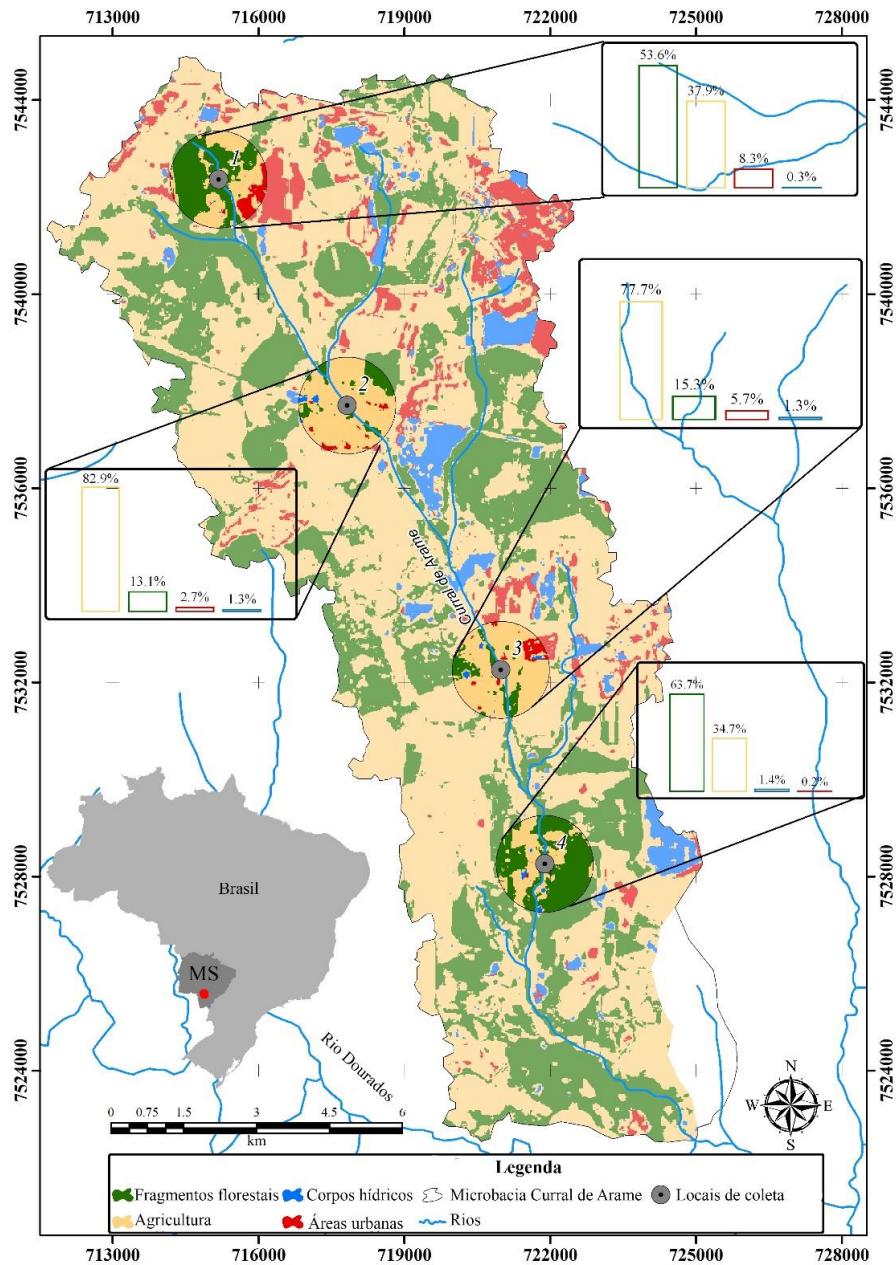 713000 716000 719000 722000 725000 728000
7544000
7540000
7536000
7532000
7528000
7524000
7544000
7540000
7536000
7532000
7528000
7524000
53.6%
37.9%
8.3%
0.3%
1
77.7%
15.3%
5.7%
1.3%
2
82.9%
13.1%
2.7%
1.3%
Curral de Arame
3
63.7%
34.7%
1.4%
0.2%
4
Brasil
MS
Rio Dourados
0 0.75 1.5 3 4.5 6
km
N
W E
S
Legenda
Fragmentos florestais Corpos hídricos Microbacia Curral de Arame Locais de coleta
Agricultura Áreas urbanas Rios
713000 716000 719000 722000 725000 728000